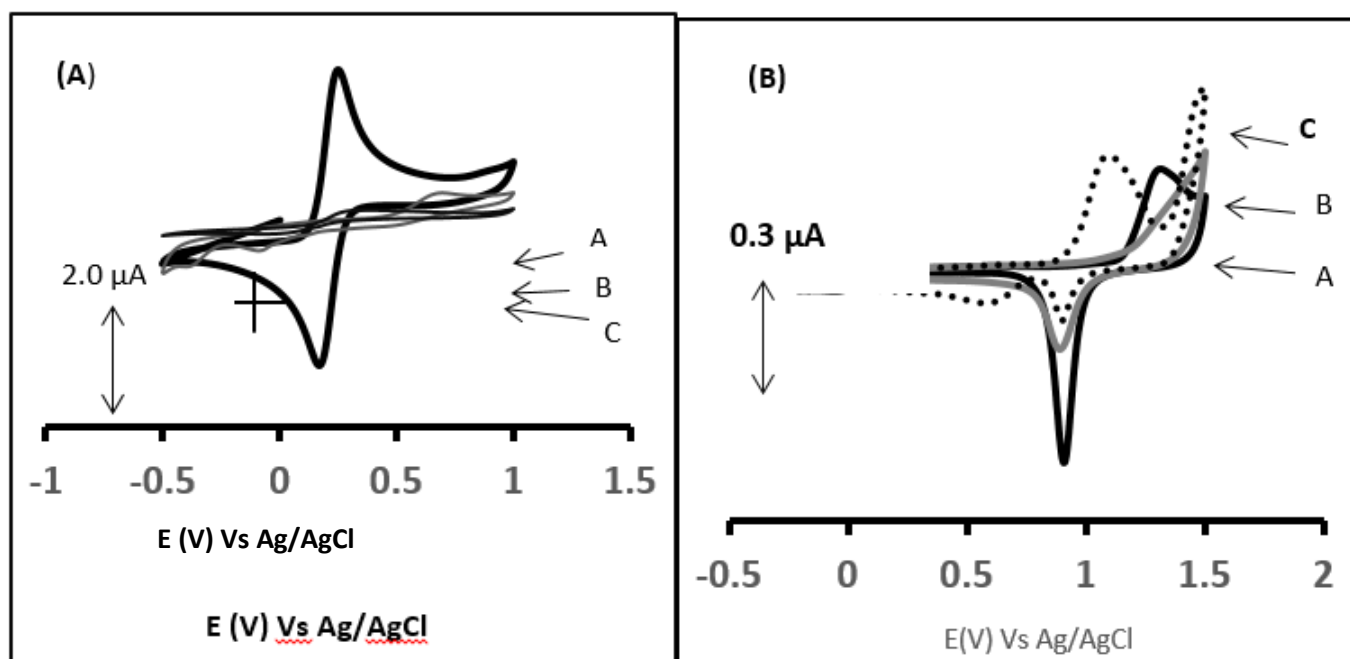 (A)
A
2.0 μA
B
C
-1 -0.5 0 0.5 1 1.5
E (V) Vs Ag/AgCl
E (V) Vs Ag/AgCl
(B)
C
B
0.3 μA
A
-0.5 0 0.5 1 1.5 2
E(V) Vs Ag/AgCl